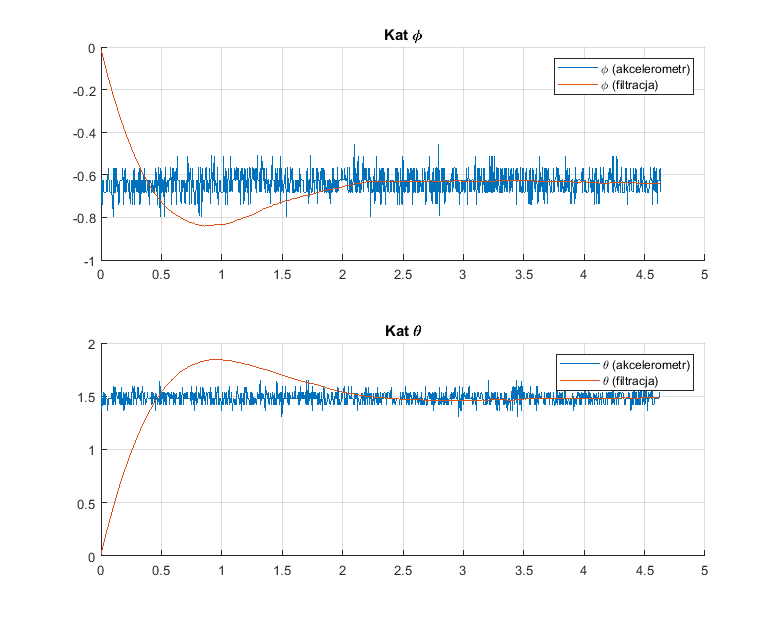 Kat ϕ
0
-0.2
-0.4
-0.6
-0.8
-1
ϕ (akcelerometr)
ϕ (filtracja)
0 0.5 1 1.5 2 2.5 3 3.5 4 4.5 5
Kat θ
2
1.5
1
0.5
0
θ (akcelerometr)
θ (filtracja)
0 0.5 1 1.5 2 2.5 3 3.5 4 4.5 5